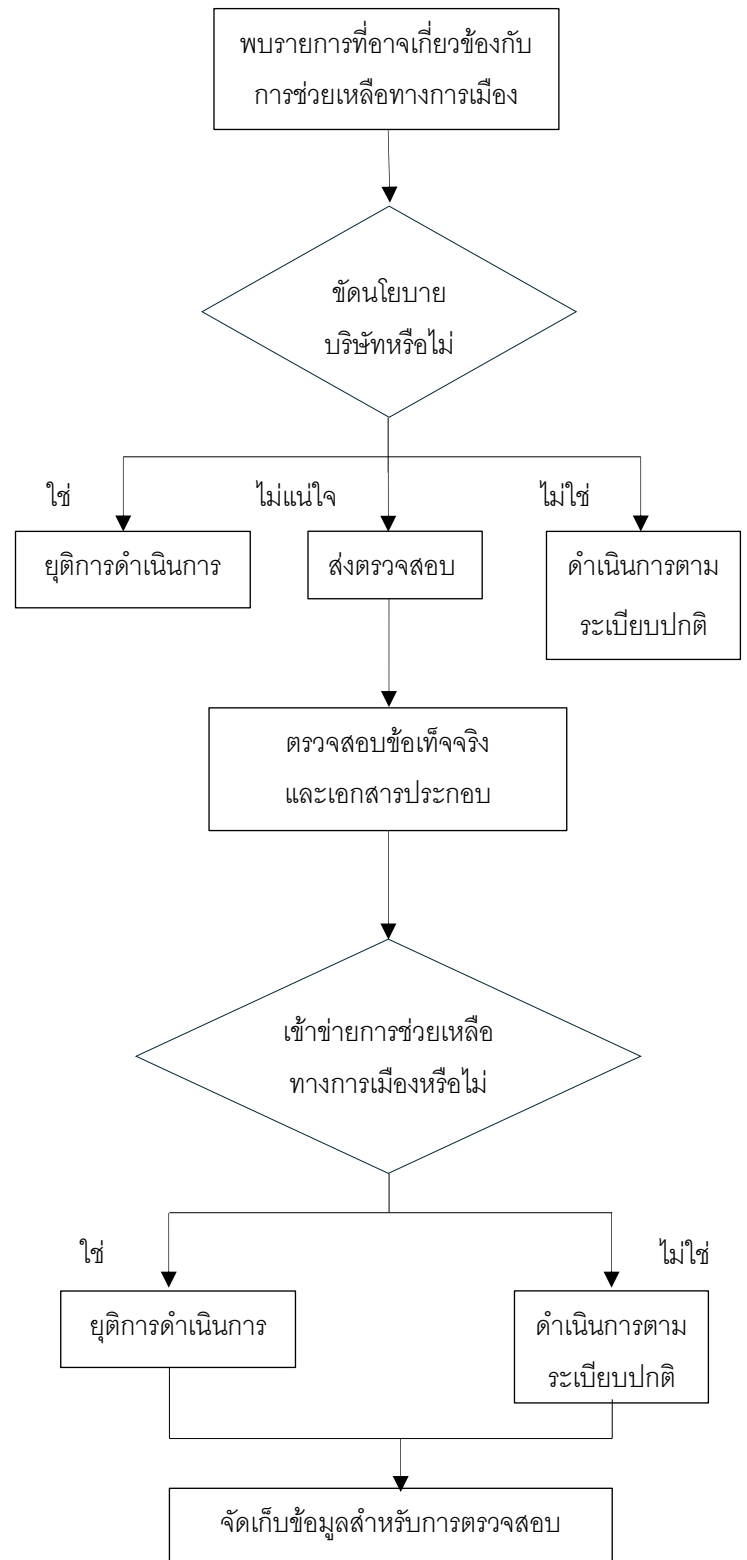 พบรายการที่อาจเกี่ยวข้องกับ
การช่วยเหลือทางการเมือง
ขัดนโยบาย
บริษัทหรือไม่
ใช่
ไม่แน่ใจ
ไม่ใช่
ยุติการดำเนินการ
ส่งตรวจสอบ
ดำเนินการตาม
ระเบียบปกติ
ตรวจสอบข้อเท็จจริง
และเอกสารประกอบ
เข้าข่ายการช่วยเหลือ
ทางการเมืองหรือไม่
ใช่
ไม่ใช่
ยุติการดำเนินการ
ดำเนินการตาม
ระเบียบปกติ
จัดเก็บข้อมูลสำหรับการตรวจสอบ